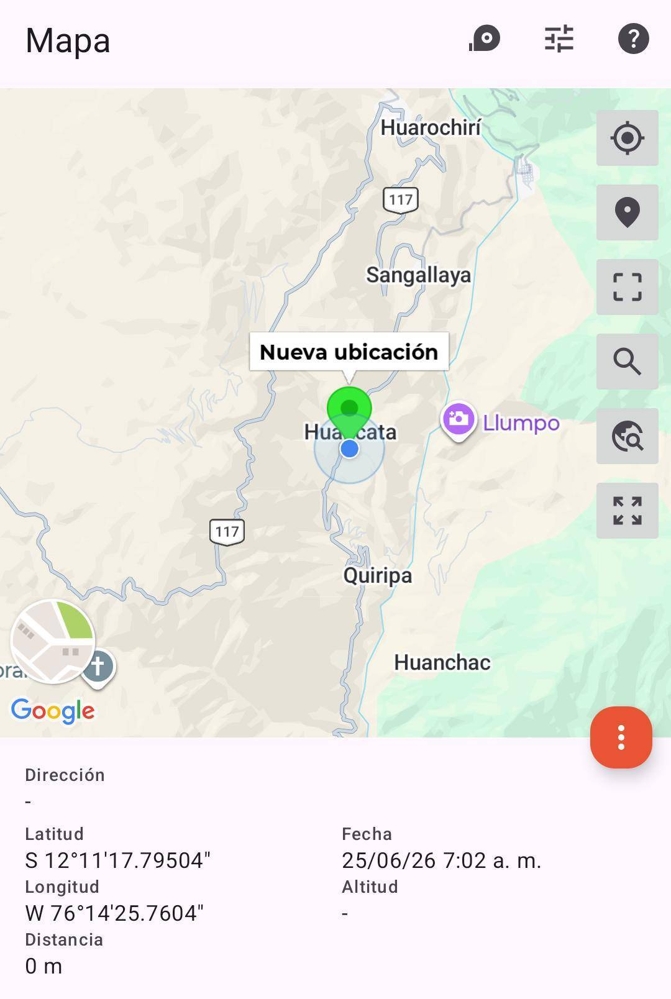 Mapa
Huarochirí
117
Sangallaya
Nueva ubicación
Llumpo
117
Quiripa
Huanchac
Google
Dirección
-
Latitud
S 12°11'17.79504"
Fecha
25/06/26 7:02 a. m.
Longitud
W 76°14'25.7604"
Altitud
-
Distancia
0 m